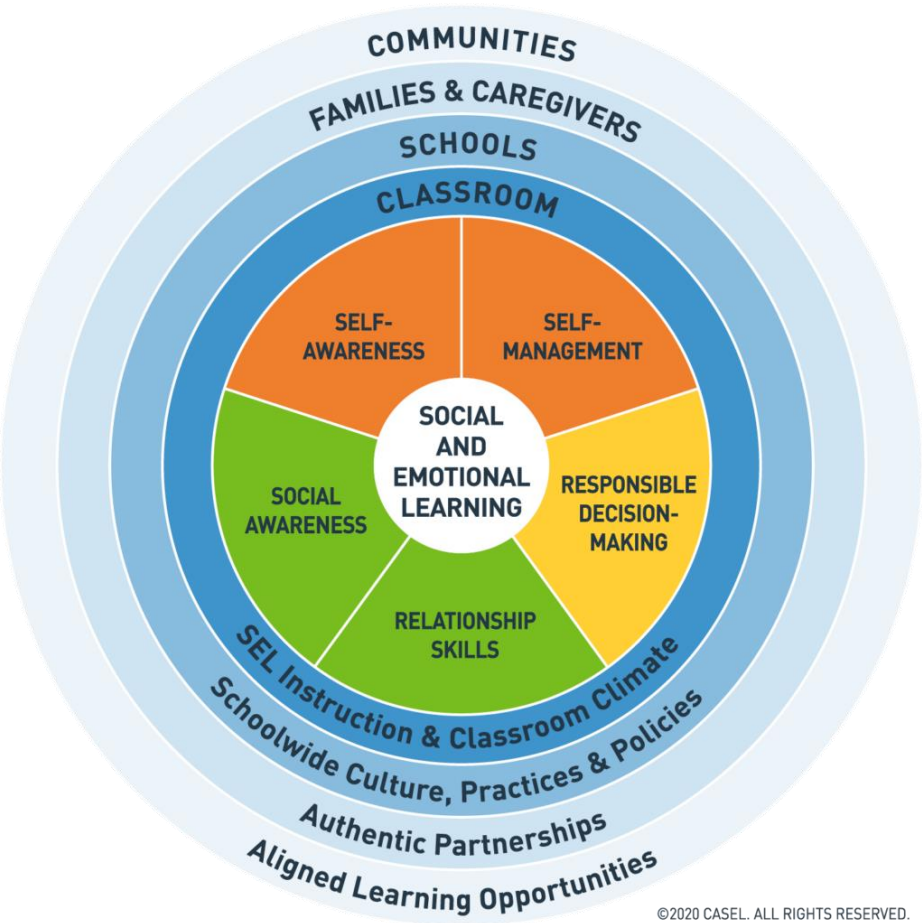 COMMUNITIES
FAMILIES & CAREGIVERS
SCHOOLS
CLASSROOM
SELF-
AWARENESS
SELF-
MANAGEMENT
SOCIAL
AND
EMOTIONAL
LEARNING
SOCIAL
AWARENESS
RESPONSIBLE
DECISION-
MAKING
RELATIONSHIP
SKILLS
SEL Instruction & Classroom Climate
Schoolwide Culture, Practices & Policies
Authentic Partnerships
Aligned Learning Opportunities
©2020 CASEL. ALL RIGHTS RESERVED.